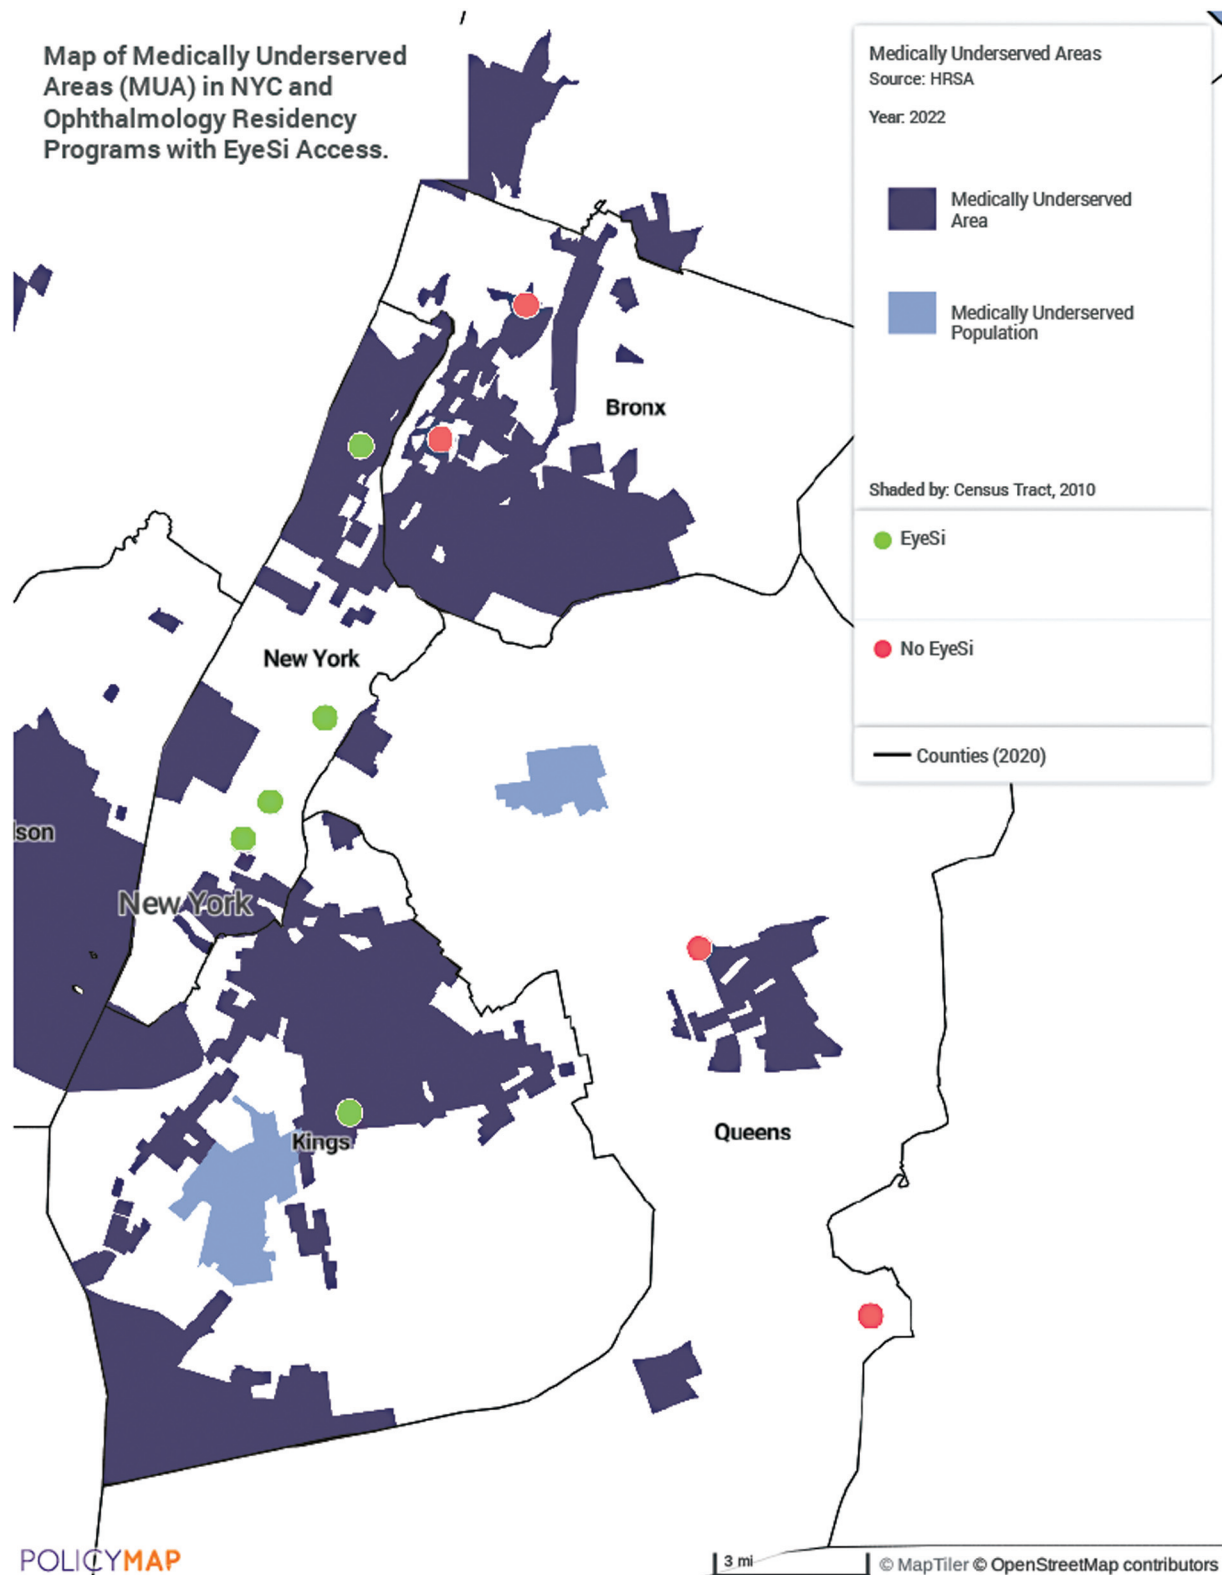 Map of Medically Underserved
Areas (MUA) in NYC and
Ophthalmology Residency
Programs with EyeSi Access.
Medically Underserved Areas
Source: HRSA
Year: 2022
Medically Underserved
Area
Medically Underserved
Population
Shaded by: Census Tract, 2010
EyeSi
No EyeSi
Counties (2020)
Bronx
New York
lson
New York
Kings
Queens
POLICYMAP
3 mi
© MapTiler © OpenStreetMap contributors